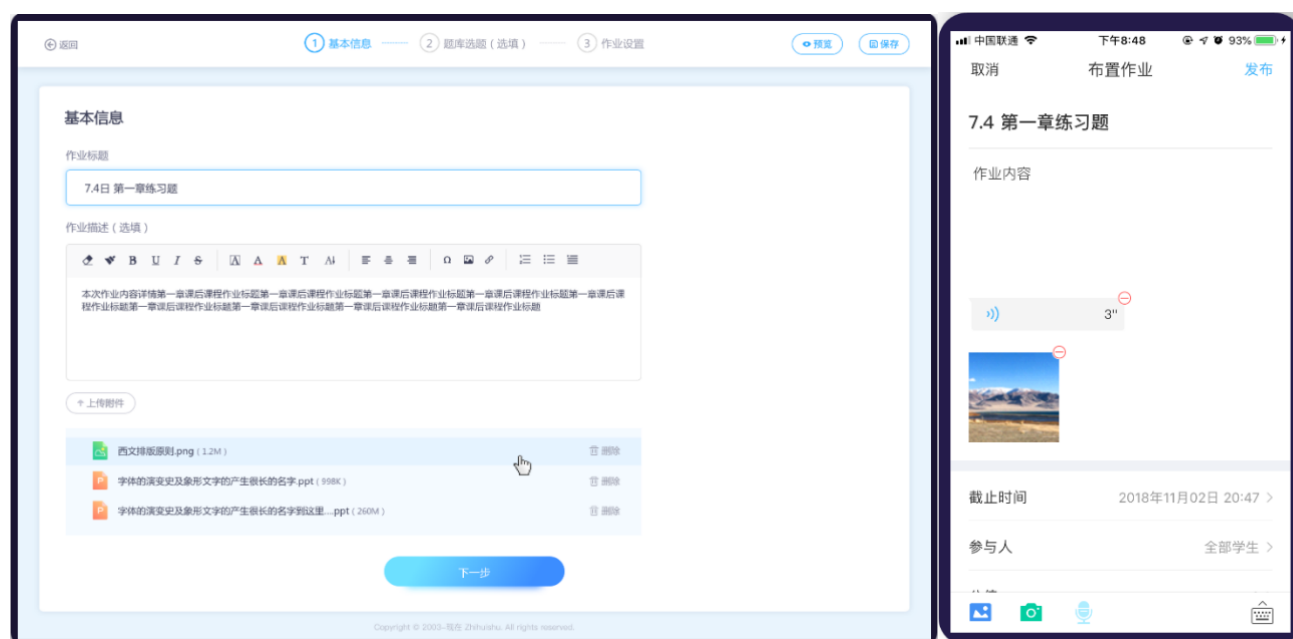 返回
1 基本信息
2 题库选题（选填）
3 作业设置
预览
保存
基本信息
作业标题
7.4日 第一章练习题
作业描述（选填）
B U I S A A A T
本次作业内容详情第一章课后课程作业标题第一章课后课程作业标题第一章课后课程作业标题第一章课后课程作业标题第一章课后课
程作业标题第一章课后课程作业标题第一章课后课程作业标题第一章课后课程作业标题第一章课后课程作业标题
上传附件
西文排版原则.png（1.2M）
删除
字体的演变史及象形文字的产生很长的名字.ppt（998K）
删除
字体的演变史及象形文字的产生很长的名字到这里....ppt（260M）
删除
下一步
Copyright © 2003-现在 Zhihuishu. All rights reserved.
中国联通
下午8:48
93%
取消
布置作业
发布
7.4 第一章练习题
作业内容
3"
截止时间
2018年11月02日 20:47
参与人
全部学生